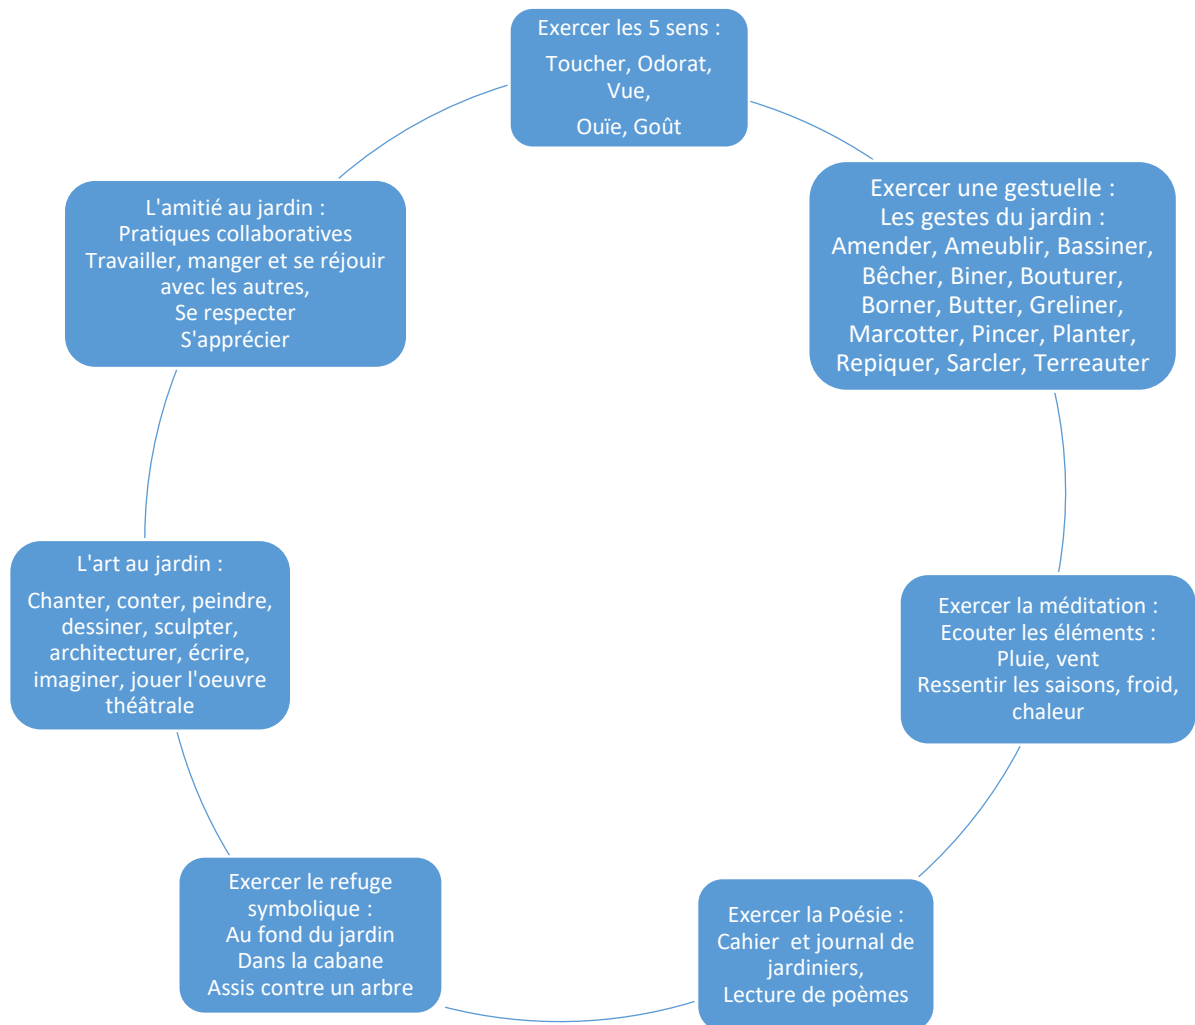 Exercer les 5 sens :
Toucher, Odorat,
Vue,
Ouïe, Goût
Exercer une gestuelle :
Les gestes du jardin :
Amender, Ameublir, Bassiner,
Bêcher, Biner, Bouturer,
Borner, Butter, Greliner,
Marcotter, Pincer, Planter,
Repiquer, Sarcler, Terreauter
Exercer la méditation :
Ecouter les éléments :
Pluie, vent
Ressentir les saisons, froid,
chaleur
Exercer la Poésie :
Cahier et journal de
jardiniers,
Lecture de poèmes
Exercer le refuge
symbolique :
Au fond du jardin
Dans la cabane
Assis contre un arbre
L'art au jardin :
Chanter, conter, peindre,
dessiner, sculpter,
architecturer, écrire,
imaginer, jouer l'oeuvre
théâtrale
L'amitié au jardin :
Pratiques collaboratives
Travailler, manger et se réjouir
avec les autres,
Se respecter
S'apprécier